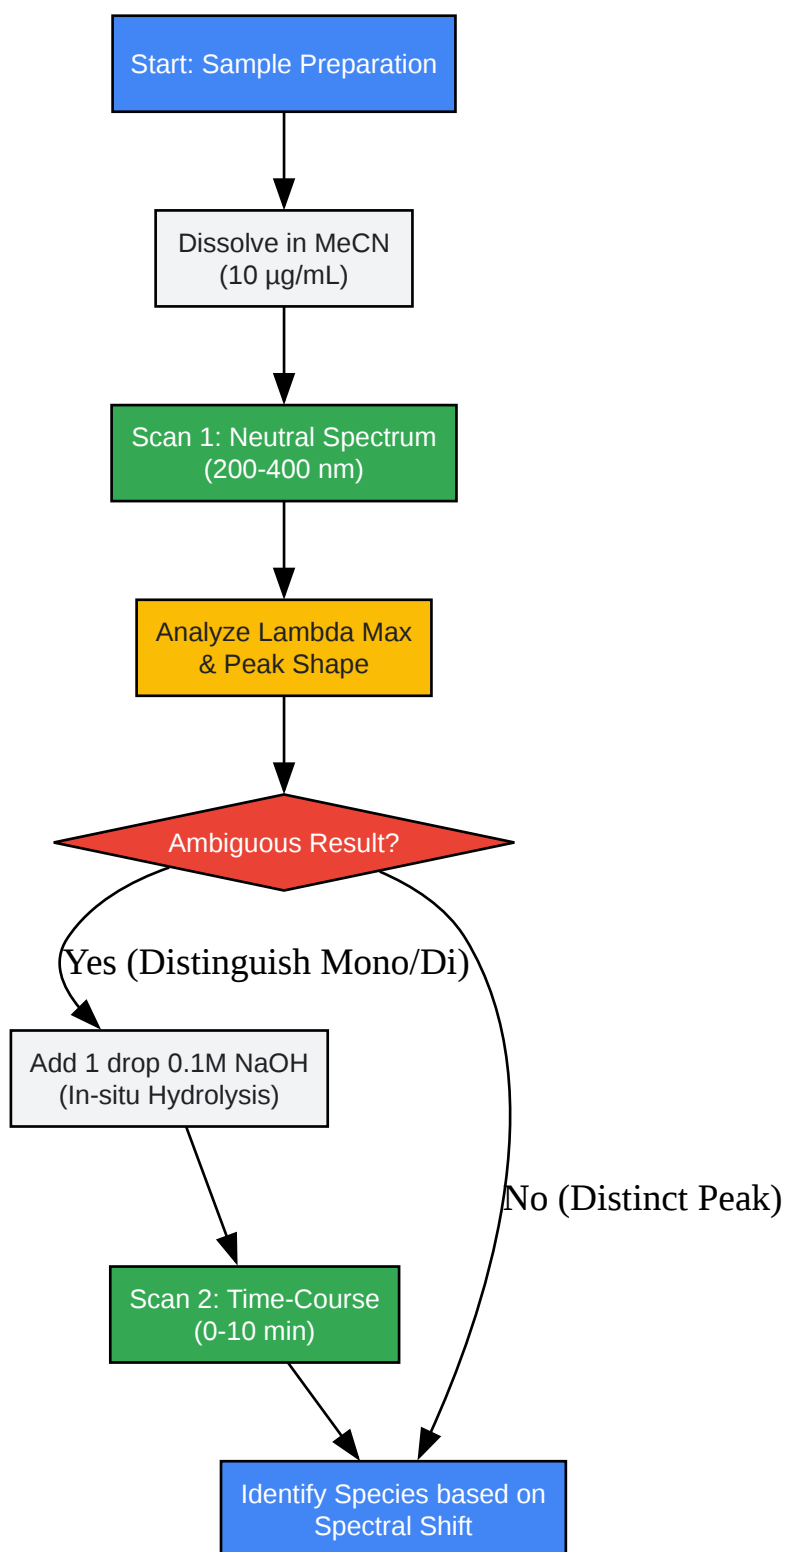 Start: Sample Preparation
Dissolve in MeCN
(10 µg/mL)
Scan 1: Neutral Spectrum
(200-400 nm)
Analyze Lambda Max
& Peak Shape
Ambiguous Result?
Yes (Distinguish Mono/Di)
Add 1 drop 0.1M NaOH
(In-situ Hydrolysis)
No (Distinct Peak)
Scan 2: Time-Course
(0-10 min)
Identify Species based on
Spectral Shift